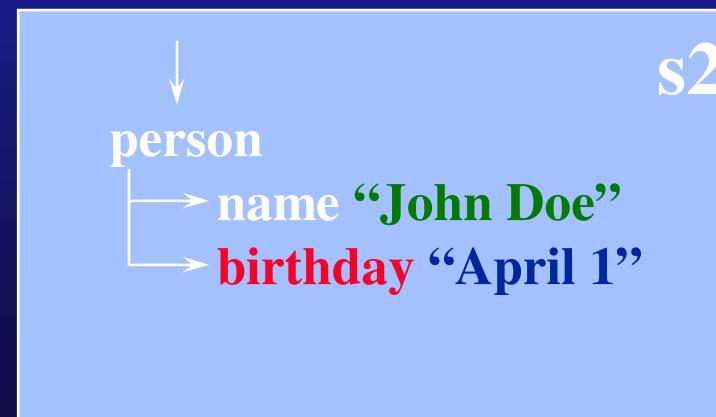 s2
person
name “John Doe”
birthday “April 1”